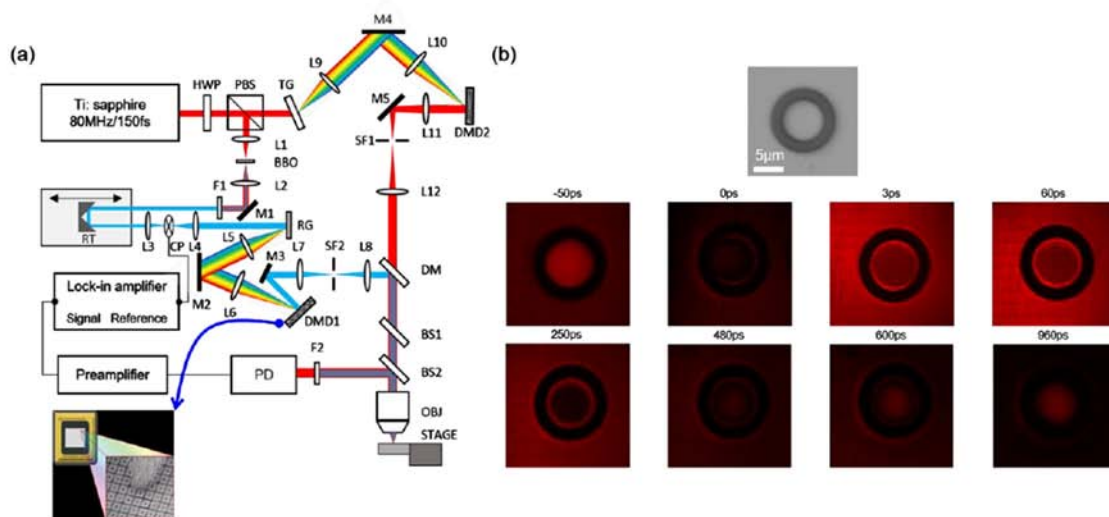 (a)
M4
L9
L10
HWP
PBS
TG
Ti: sapphire
80MHz/150fs
M5
L11
DMD2
SF1
L1
BBO
L2
L12
F1
M1
RG
RT
L3
CP
L4
L5
L7
SF2
L8
M3
DM
M2
L6
DMD1
Lock-in amplifier
Signal Reference
BS1
F2
BS2
Preamplifier
PD
OBJ
STAGE
(b)
5μm
-50ps
0ps
3ps
60ps
250ps
480ps
600ps
960ps